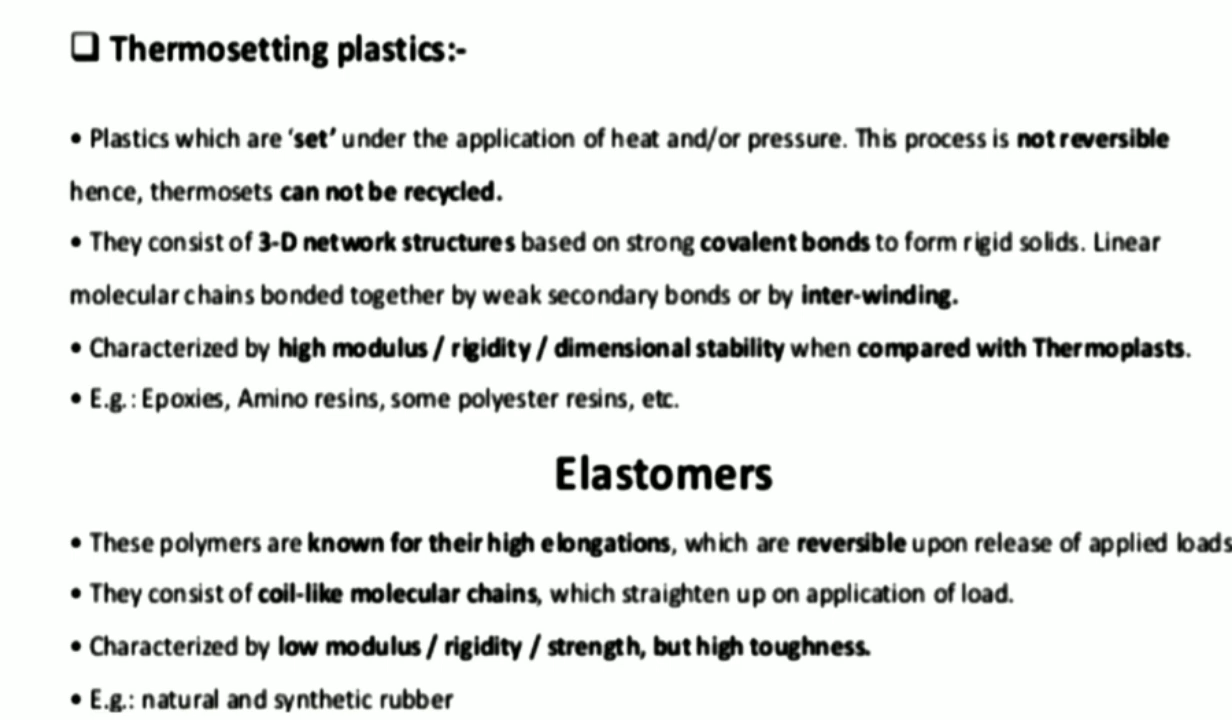 ❑ Thermosetting plastics:-
• Plastics which are ‘set’ under the application of heat and/or pressure. This process is not reversible
hence, thermosets can not be recycled.
• They consist of 3-D network structures based on strong covalent bonds to form rigid solids. Linear
molecular chains bonded together by weak secondary bonds or by inter-winding.
• Characterized by high modulus / rigidity / dimensional stability when compared with Thermoplasts.
• E.g.: Epoxies, Amino resins, some polyester resins, etc.
Elastomers
• These polymers are known for their high elongations, which are reversible upon release of applied loads
• They consist of coil-like molecular chains, which straighten up on application of load.
• Characterized by low modulus / rigidity / strength, but high toughness.
• E.g.: natural and synthetic rubber